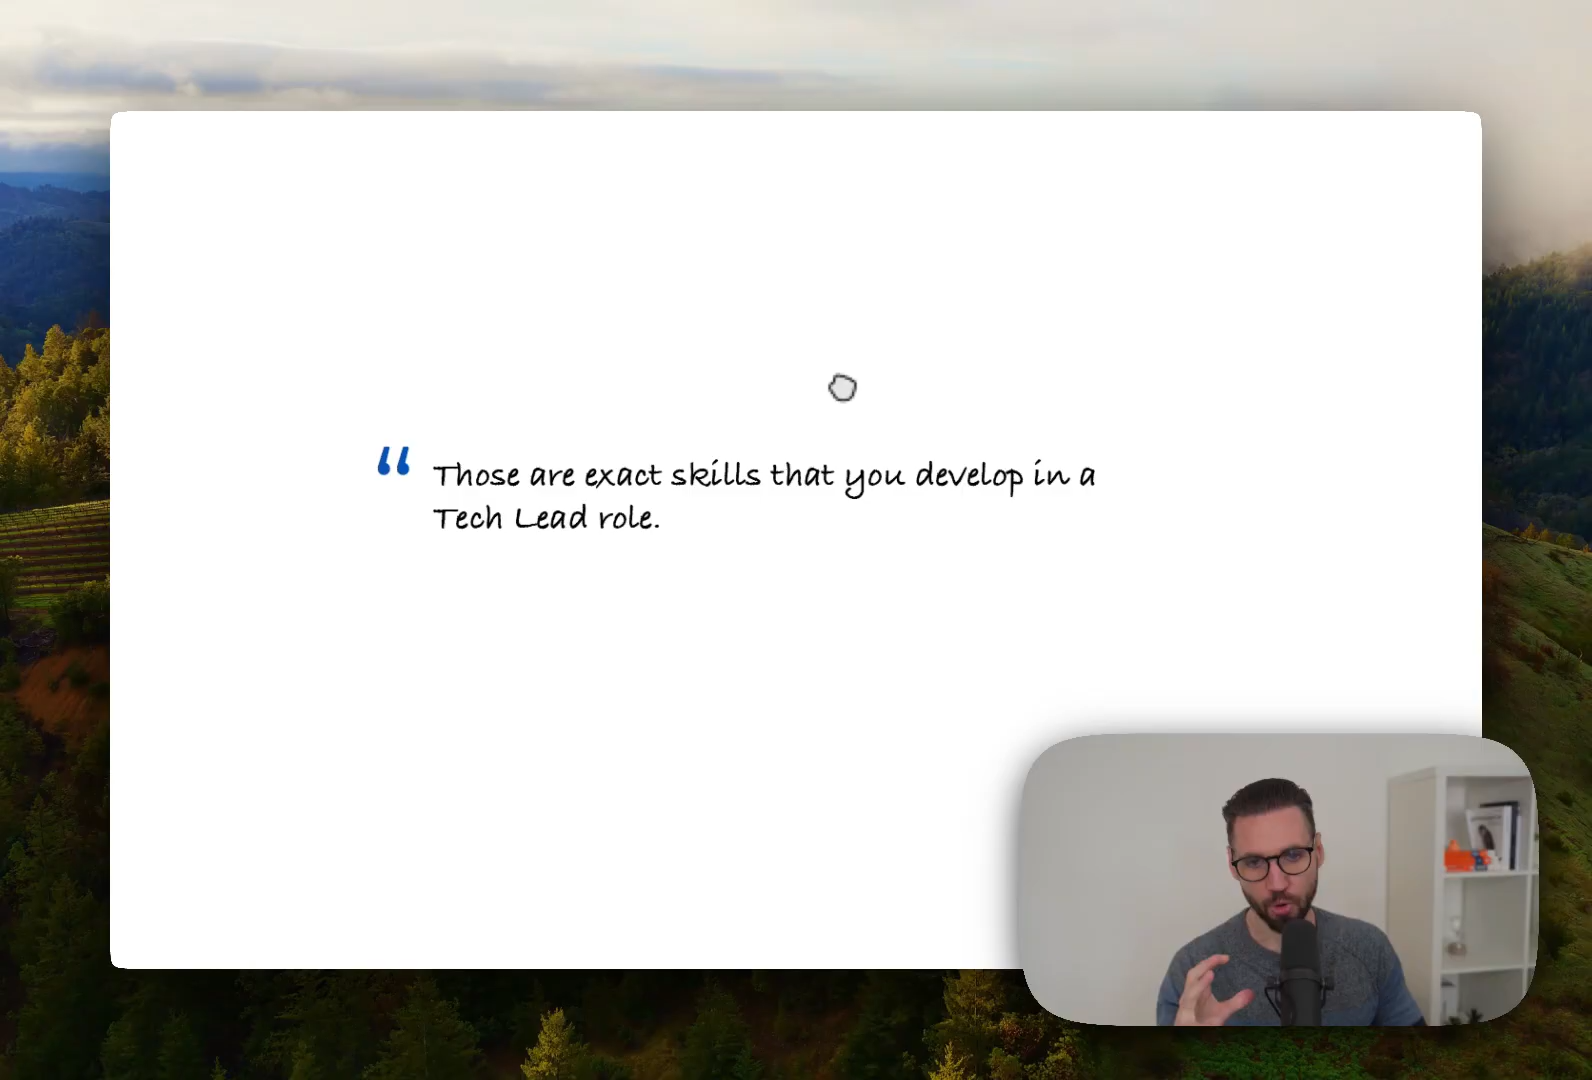 “ Those are exact skills that you develop in a
Tech Lead role.